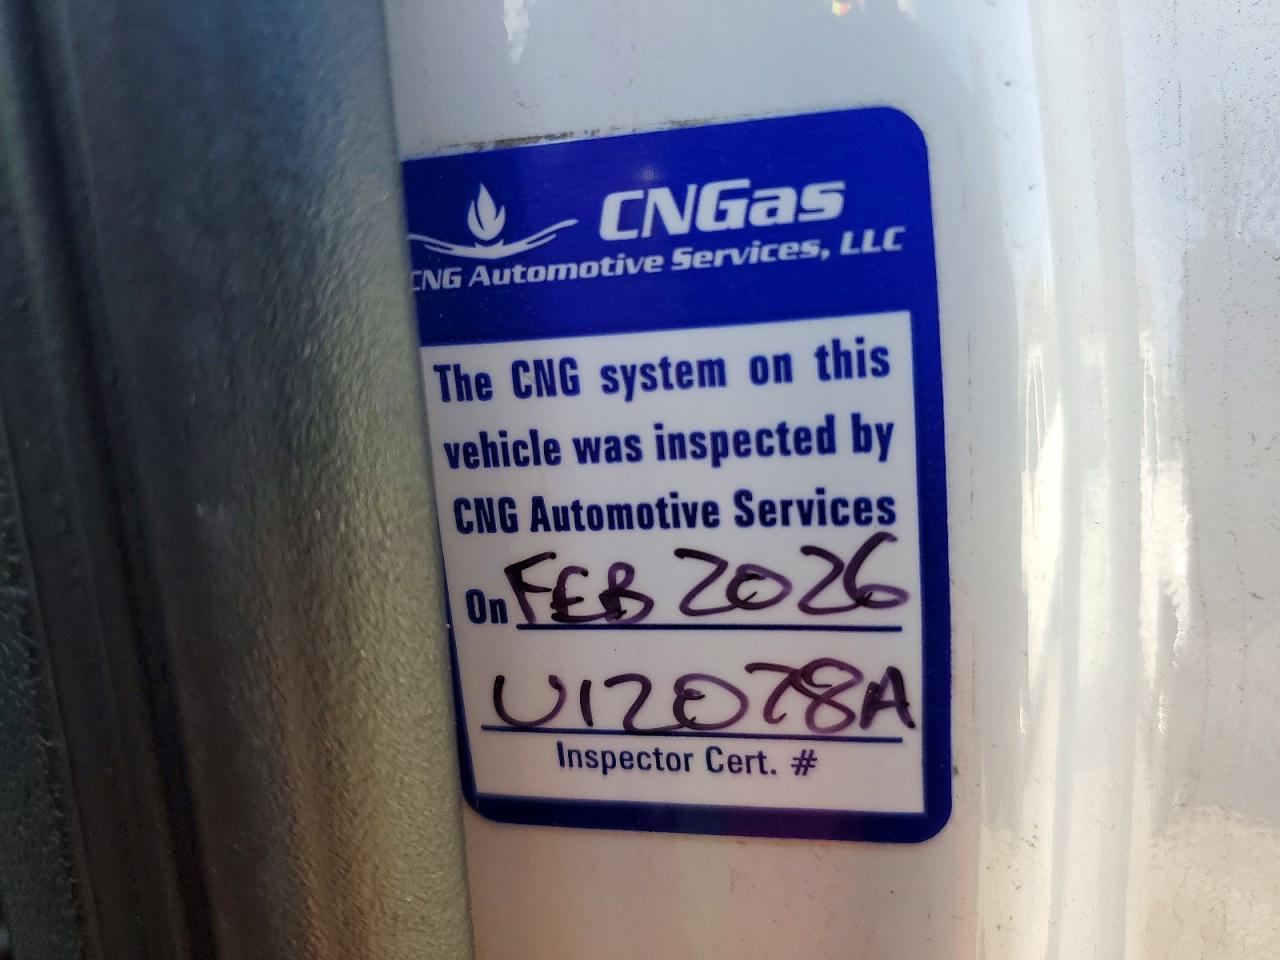 CNGas
CNG Automotive Services, LLC
The CNG system on this
vehicle was inspected by
CNG Automotive Services
On FEB 2026
U12078A
Inspector Cert. #